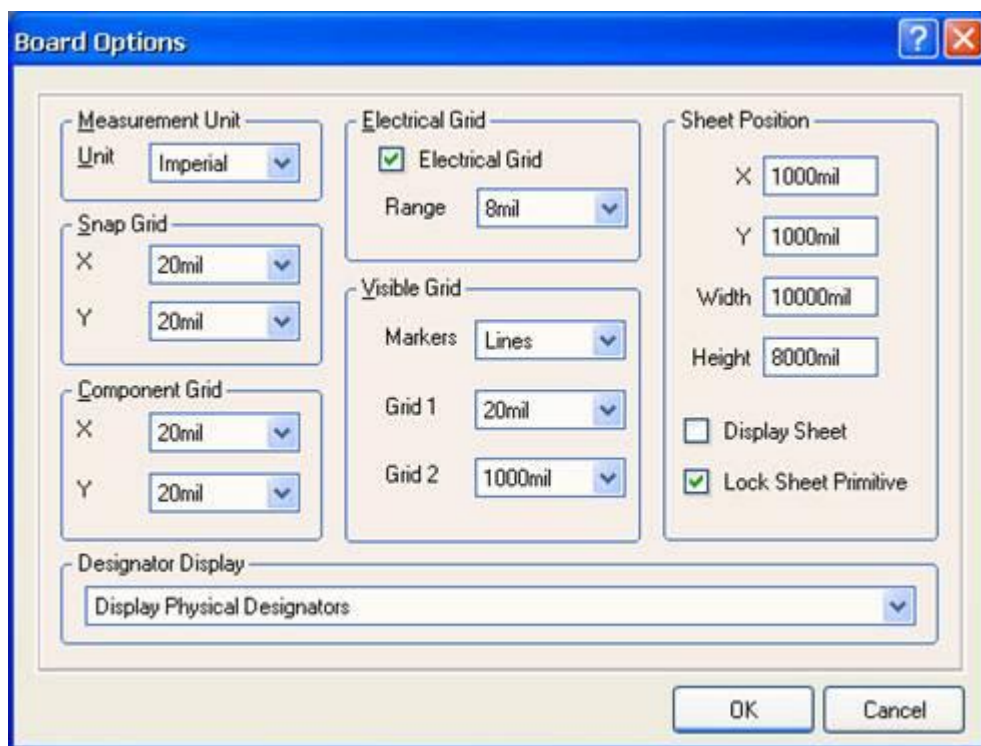 Board Options
Measurement Unit
Unit Imperial
Snap Grid
X 20mil
Y 20mil
Component Grid
X 20mil
Y 20mil
Electrical Grid
Electrical Grid
Range 8mil
Visible Grid
Markers Lines
Grid 1 20mil
Grid 2 1000mil
Sheet Position
X 1000mil
Y 1000mil
Width 10000mil
Height 8000mil
Display Sheet
Lock Sheet Primitive
Designator Display
Display Physical Designators
OK Cancel